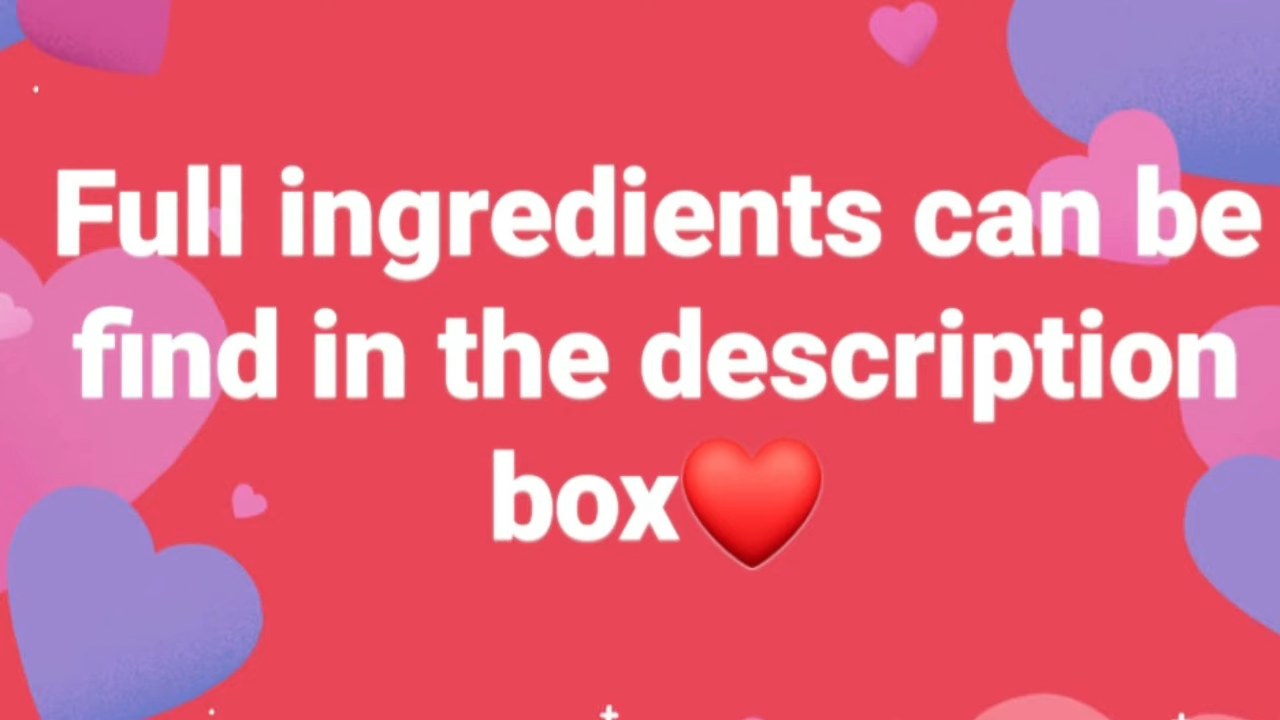 Full ingredients can be
find in the description
box❤️